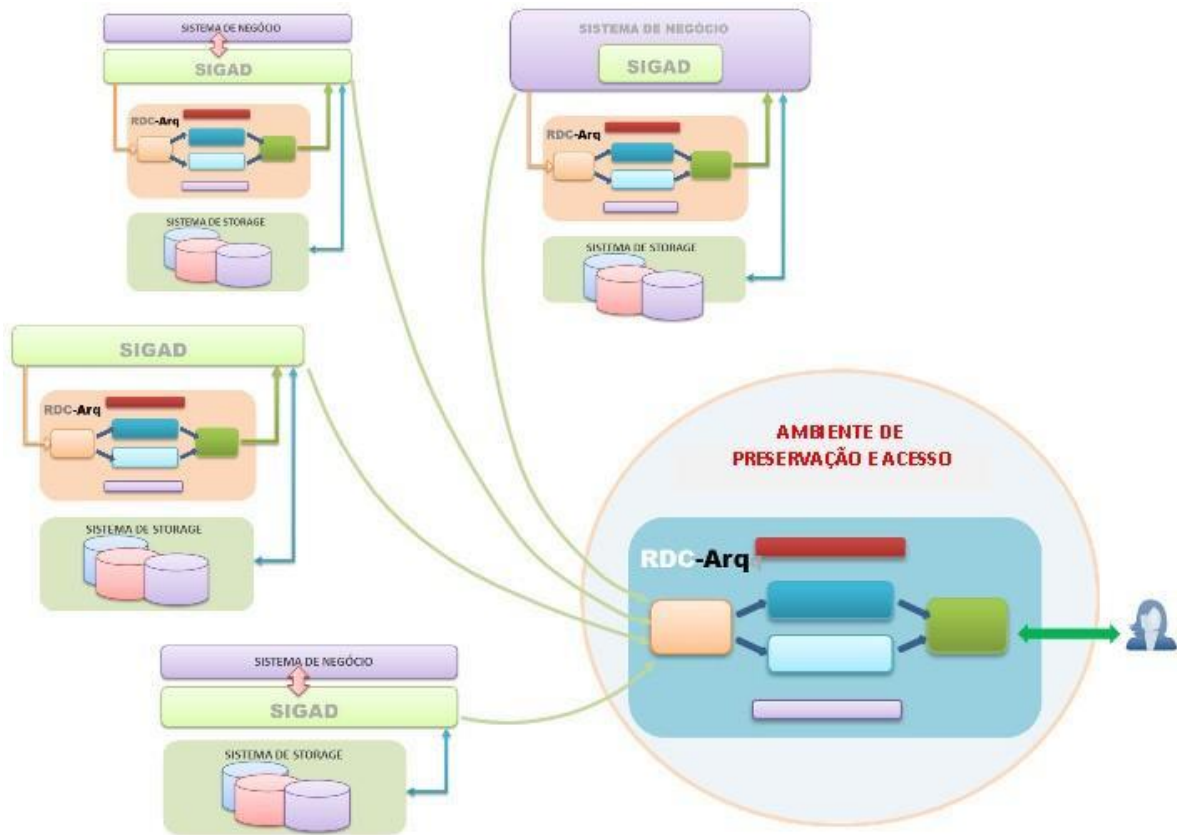 SISTEMA DE NEGÓCIO
SIGAD
RDC-Arq
SISTEMA DE STORAGE
SISTEMA DE NEGÓCIO
SIGAD
RDC-Arq
SISTEMA DE STORAGE
SIGAD
RDC-Arq
SISTEMA DE STORAGE
AMBIENTE DE
PRESERVAÇÃO E ACESSO
RDC-Arq
SISTEMA DE NEGÓCIO
SIGAD
SISTEMA DE STORAGE